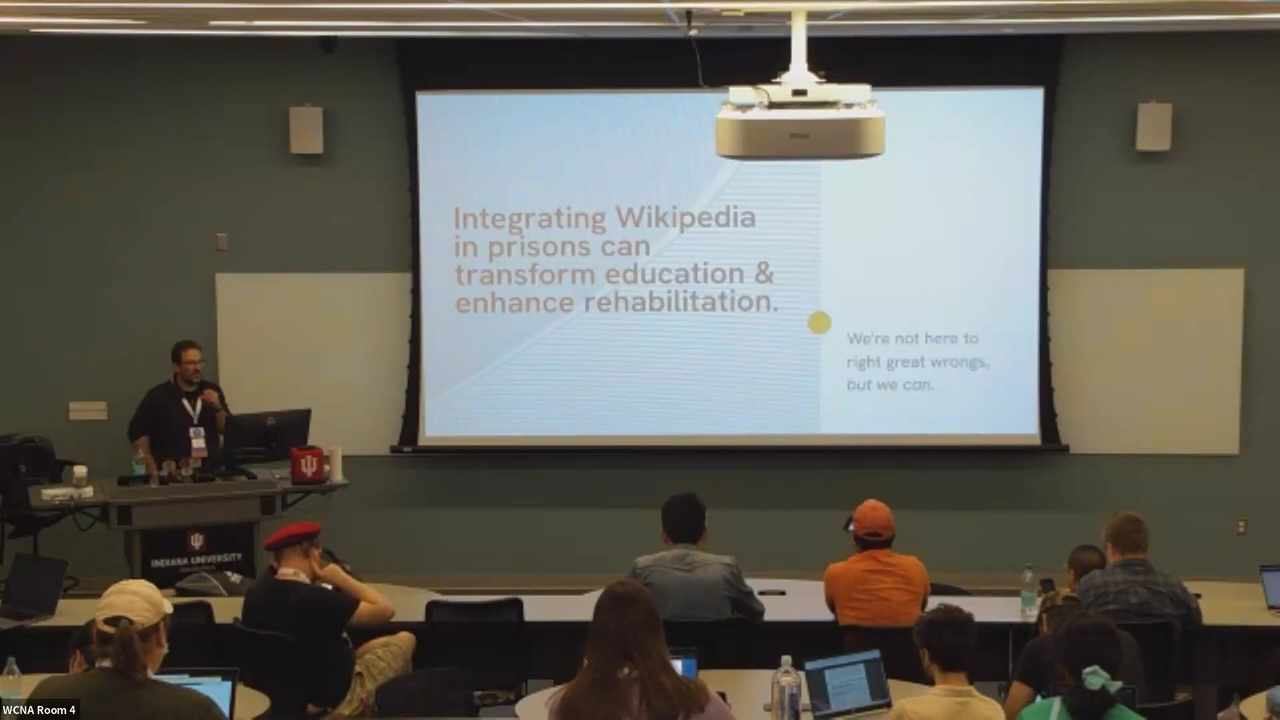 Integrating Wikipedia
in prisons can
transform education &
enhance rehabilitation.
We're not here to
right great wrongs,
but we can.
INDIANA UNIVERSITY
WCNA Room 4